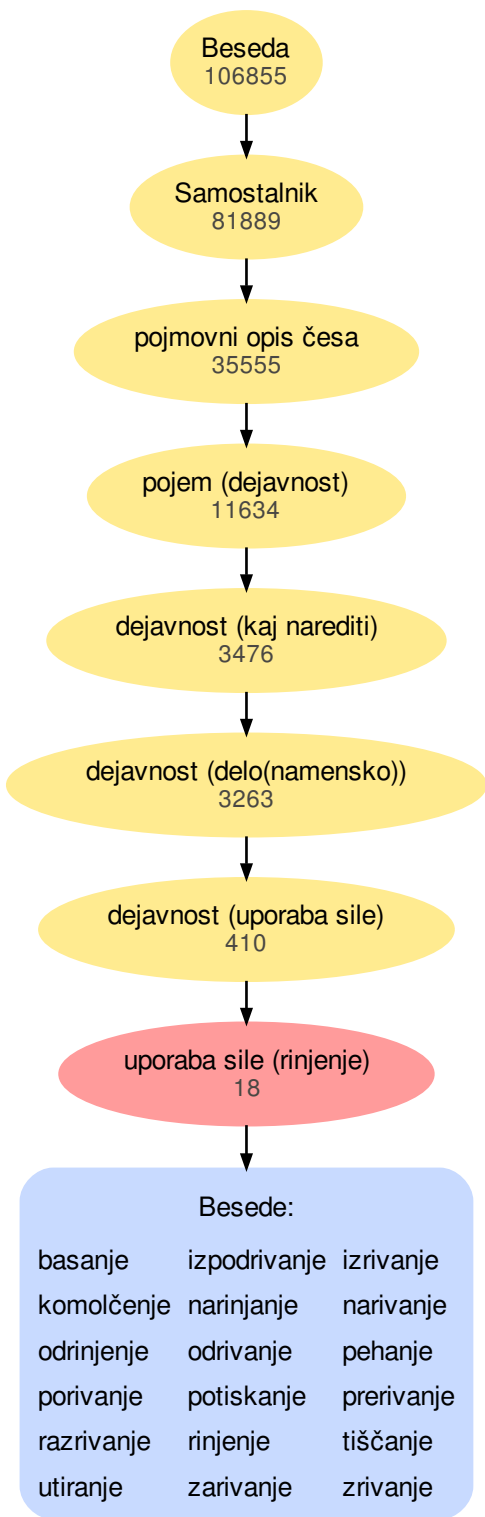 Beseda
106855
Samostalnik
81889
pojmovni opis česa
35555
pojem (dejavnost)
11634
dejavnost (kaj narediti)
3476
dejavnost (delo(namensko))
3263
dejavnost (uporaba sile)
410
uporaba sile (rinjenje)
18
Besede:
basanje izpodrivanje izrivanje
komolčenje narinjanje narivanje
odrinjenje odrivanje pehanje
porivanje potiskanje prerivanje
razrivanje rinjenje tiščanje
utiranje zarivanje zrivanje